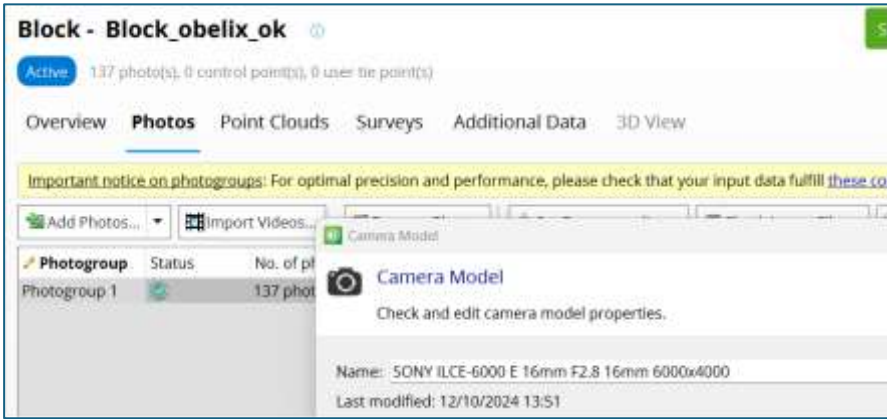 Block - Block_obelix_ok
Active 137 photo(s), 0 control point(s), 0 user tie point(s)
Overview Photos Point Clouds Surveys Additional Data 3D View
Important notice on photogroups: For optimal precision and performance, please check that your input data fulfill these co
Add Photos... Import Videos...
Camera Model
Photogroup Status No. of ph
Photogroup 1 137 phot
Camera Model
Check and edit camera model properties.
Name: SONY ILCE-6000 E 16mm F2.8 16mm 6000x4000
Last modified: 12/10/2024 13:51